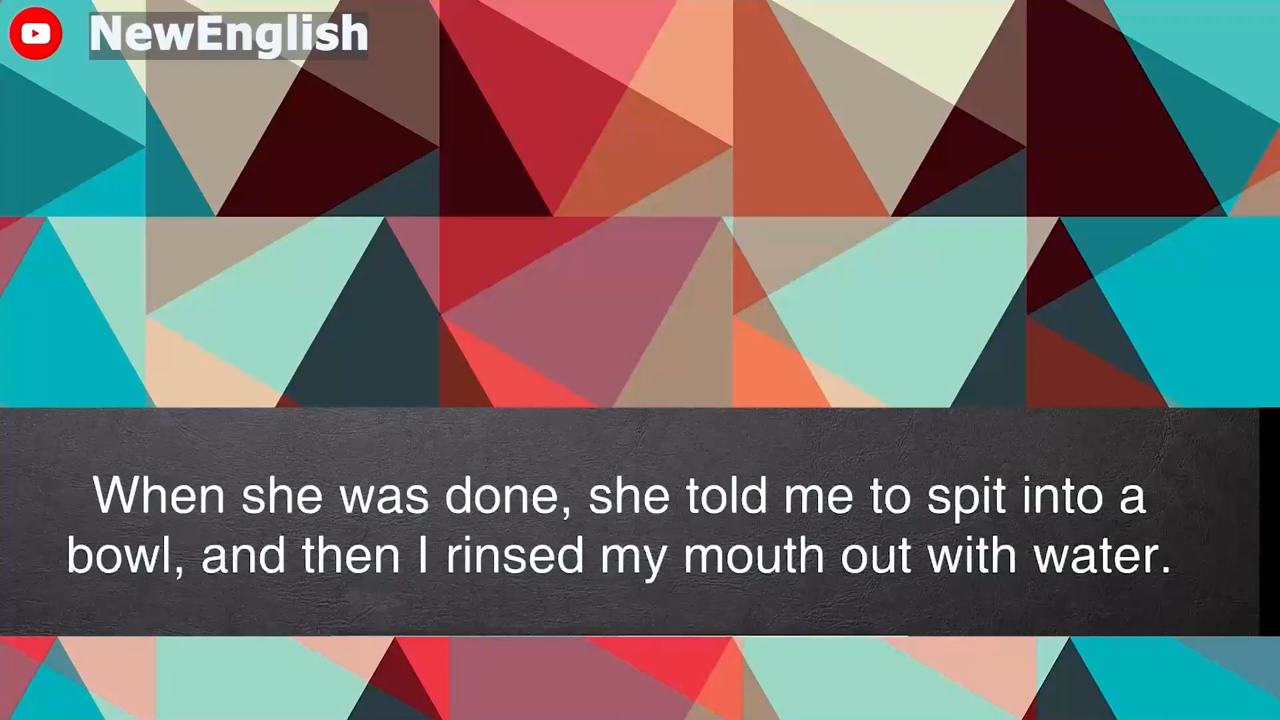 NewEnglish
When she was done, she told me to spit into a
bowl, and then I rinsed my mouth out with water.